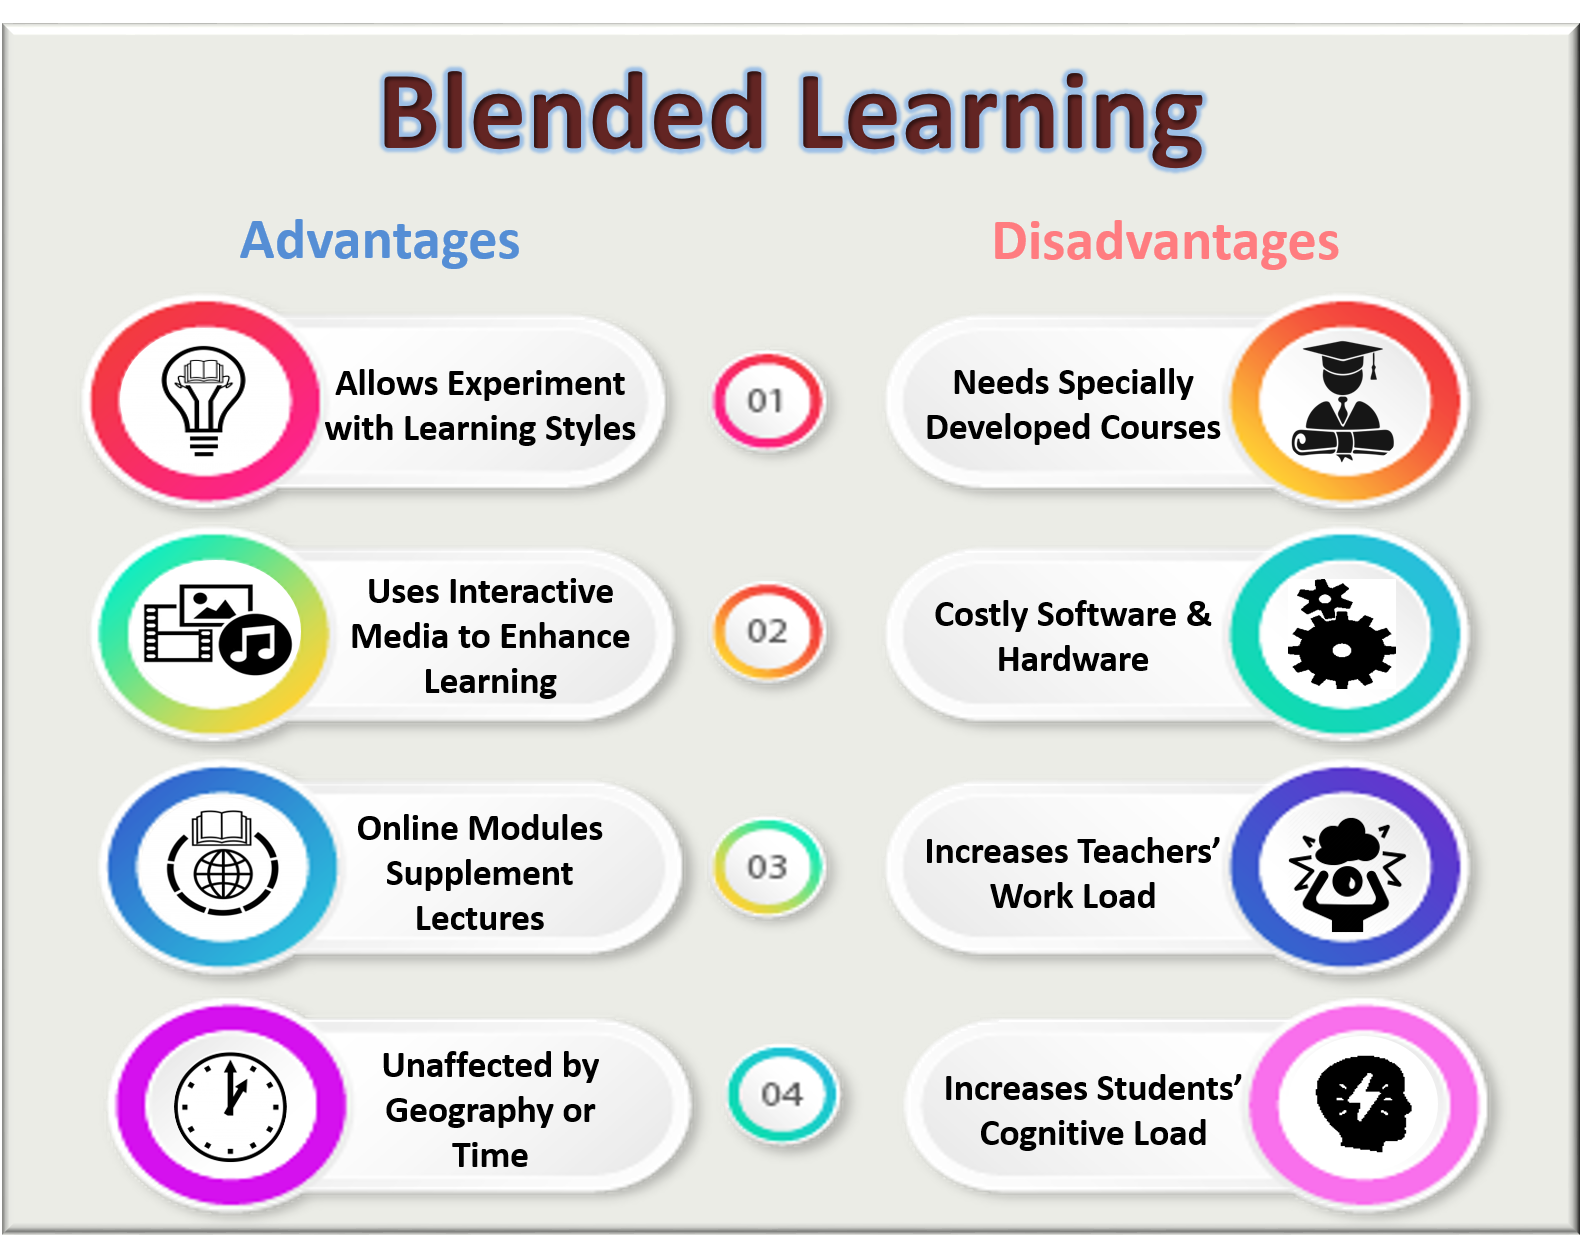 Blended Learning
Advantages
Disadvantages
Allows Experiment
with Learning Styles
01
Needs Specially
Developed Courses
Uses Interactive
Media to Enhance
Learning
02
Costly Software &
Hardware
Online Modules
Supplement
Lectures
03
Increases Teachers’
Work Load
Unaffected by
Geography or
Time
04
Increases Students’
Cognitive Load